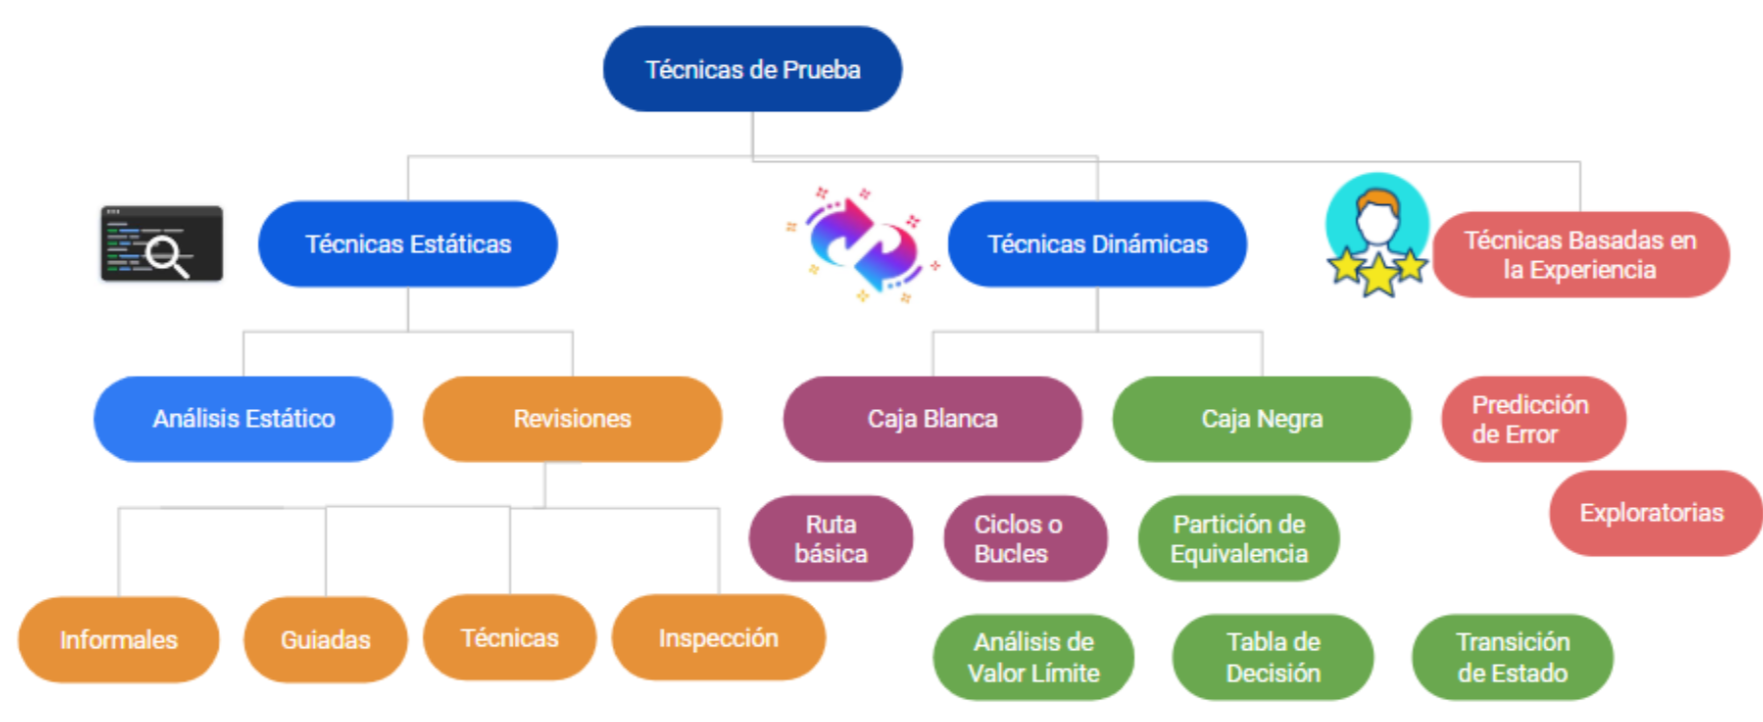 Técnicas de Prueba
Técnicas Estáticas
Técnicas Dinámicas
Técnicas Basadas en
la Experiencia
Análisis Estático
Revisiones
Caja Blanca
Caja Negra
Predicción
de Error
Ruta
básica
Ciclos o
Bucles
Partición de
Equivalencia
Exploratorias
Informales
Guiadas
Técnicas
Inspección
Análisis de
Valor Límite
Tabla de
Decisión
Transición
de Estado